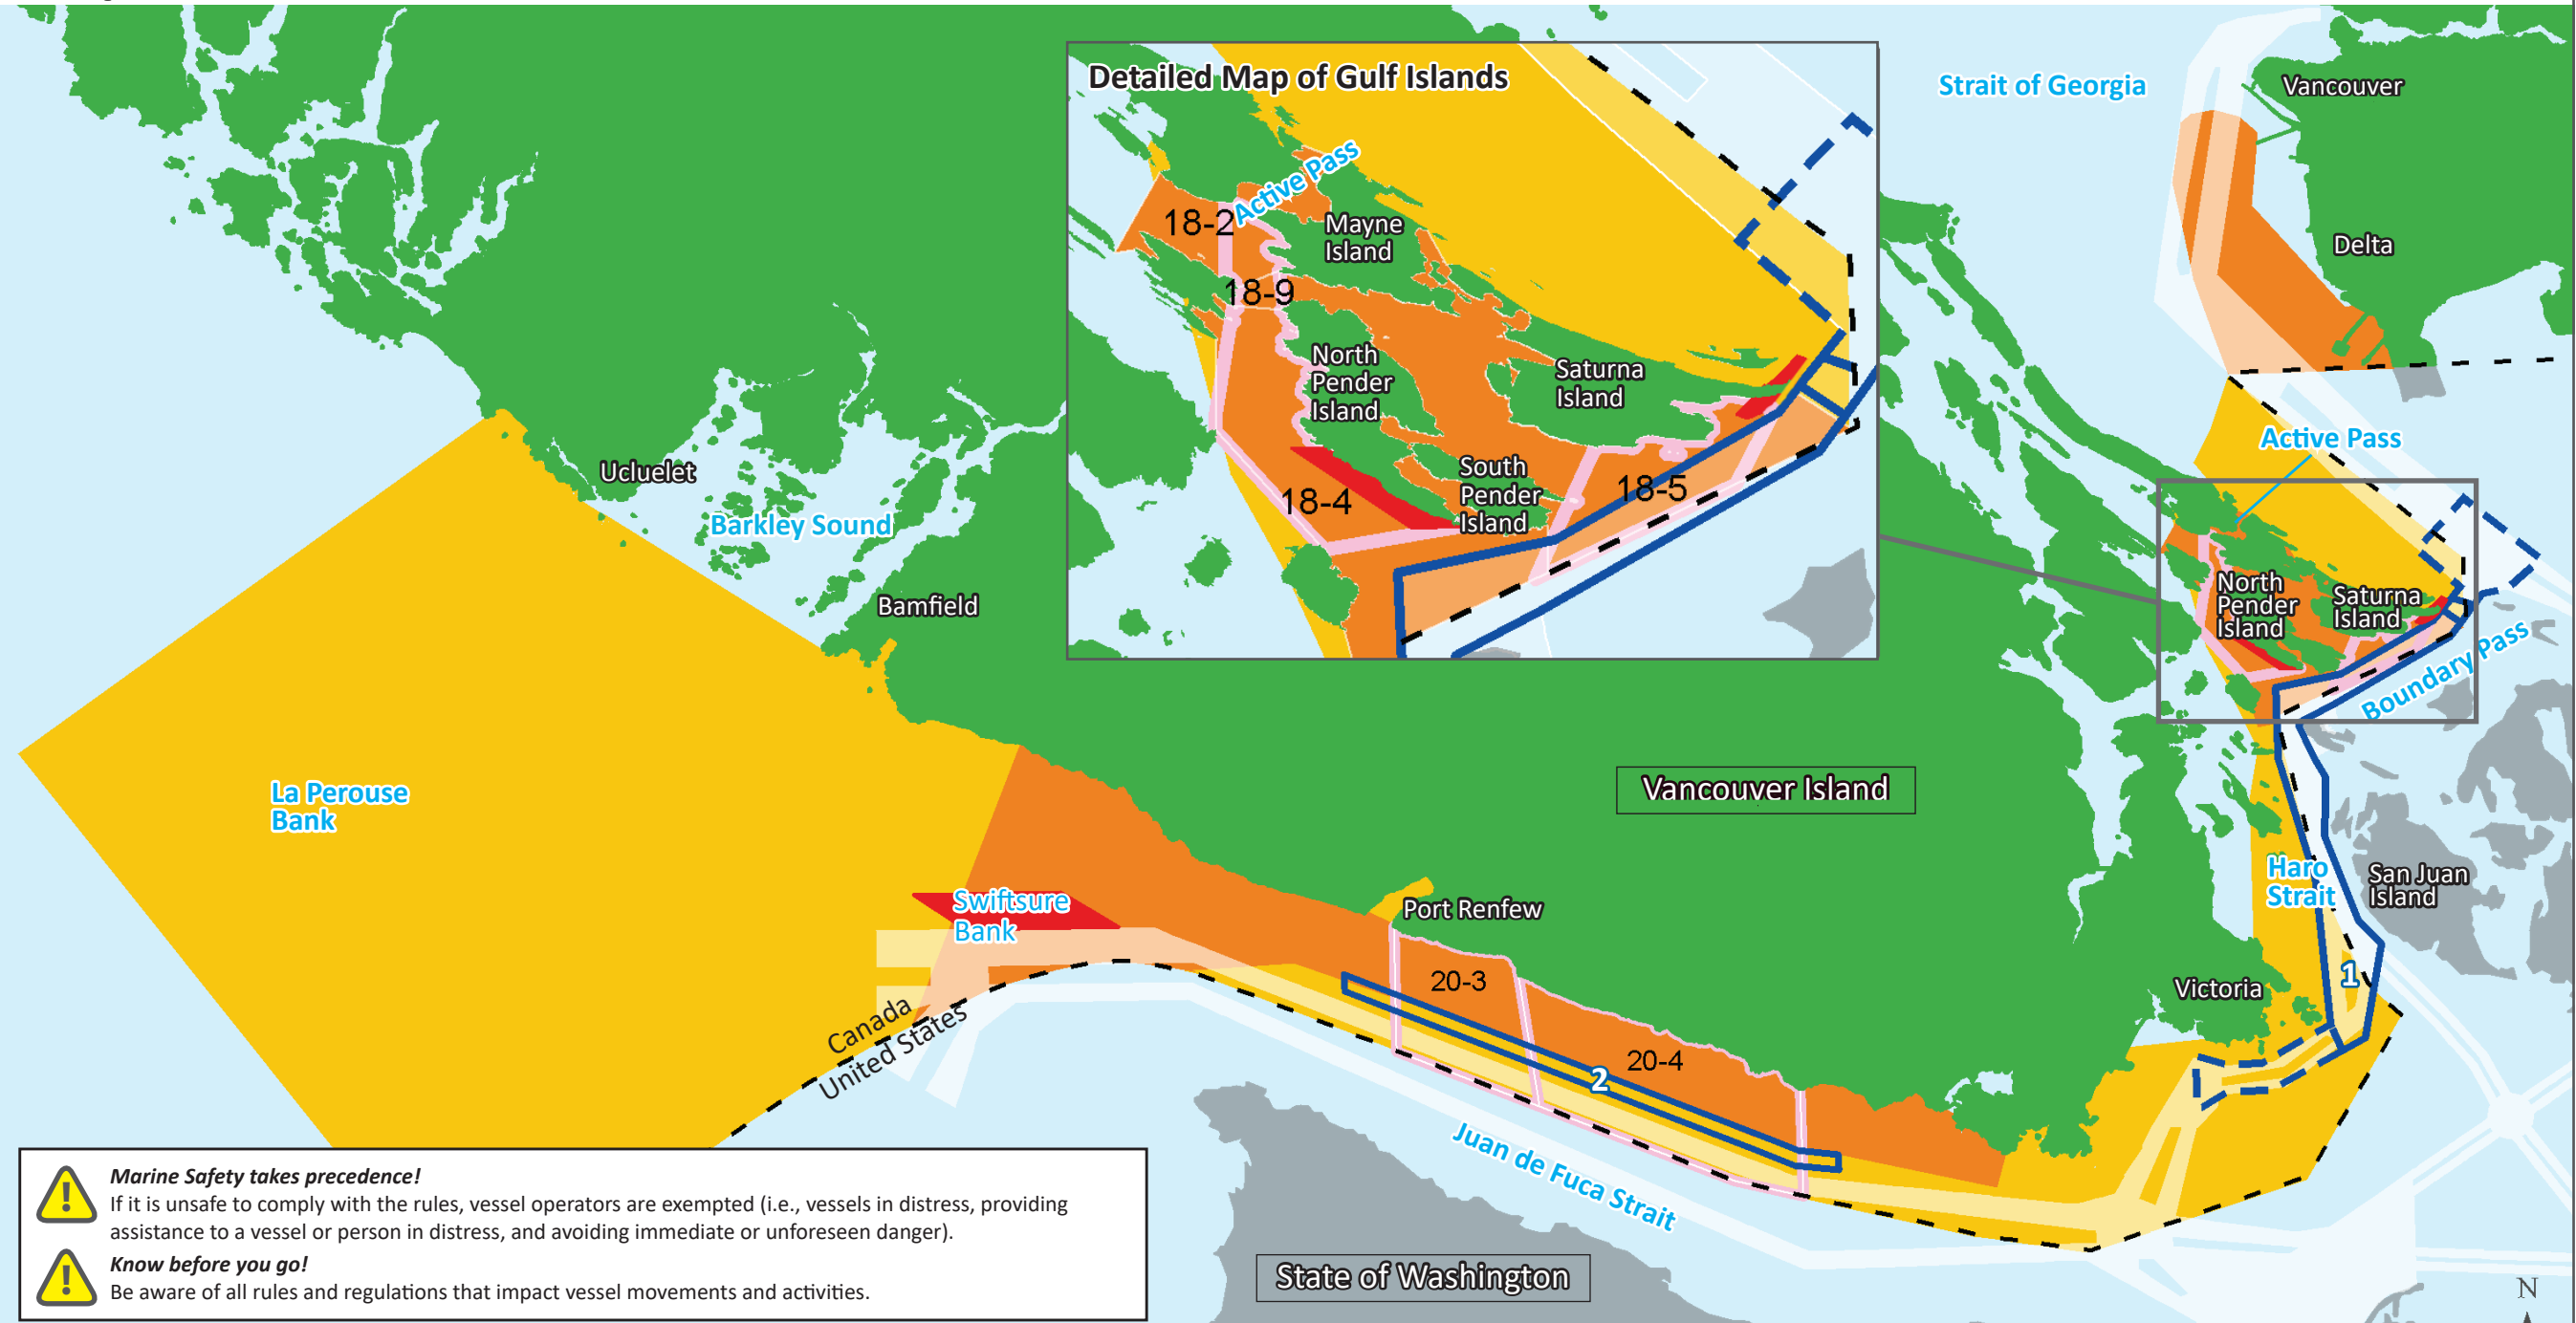 Detailed Map of Gulf Islands
Active Pass
18-2
Mayne
Island
18-9
North
Pender
Island
Saturna
Island
South
Pender
Island
18-4
18-5
Strait of Georgia
Vancouver
Delta
Active Pass
North
Pender
Island
Saturna
Island
Boundary Pass
Ucluelet
Barkley Sound
Bamfield
La Perouse
Bank
Swiftsure
Bank
Vancouver Island
Port Renfew
Haro
Strait
San Juan
Island
1
Victoria
20-3
20-4
2
Canada
United States
Juan de Fuca Strait
State of Washington
N
Marine Safety takes precedence!
If it is unsafe to comply with the rules, vessel operators are exempted (i.e., vessels in distress, providing
assistance to a vessel or person in distress, and avoiding immediate or unforeseen danger).
Know before you go!
Be aware of all rules and regulations that impact vessel movements and activities.